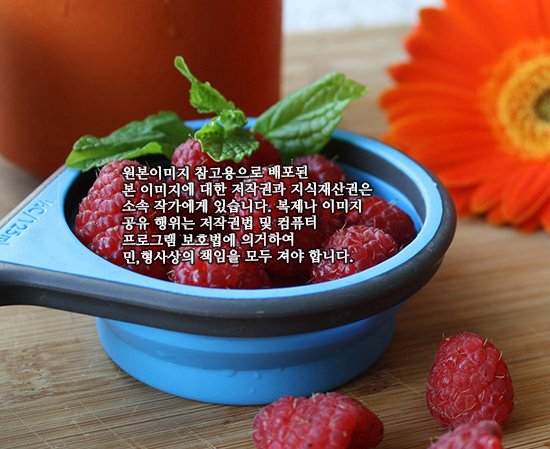 원본이미지 참고용으로 배포된
본 이미지에 대한 저작권과 지식재산권은
소속 작가에게 있습니다. 복제나 이미지
공유 행위는 저작권법 및 컴퓨터
프로그램 보호법에 의거하여
민,형사상의 책임을 모두 져야 합니다.